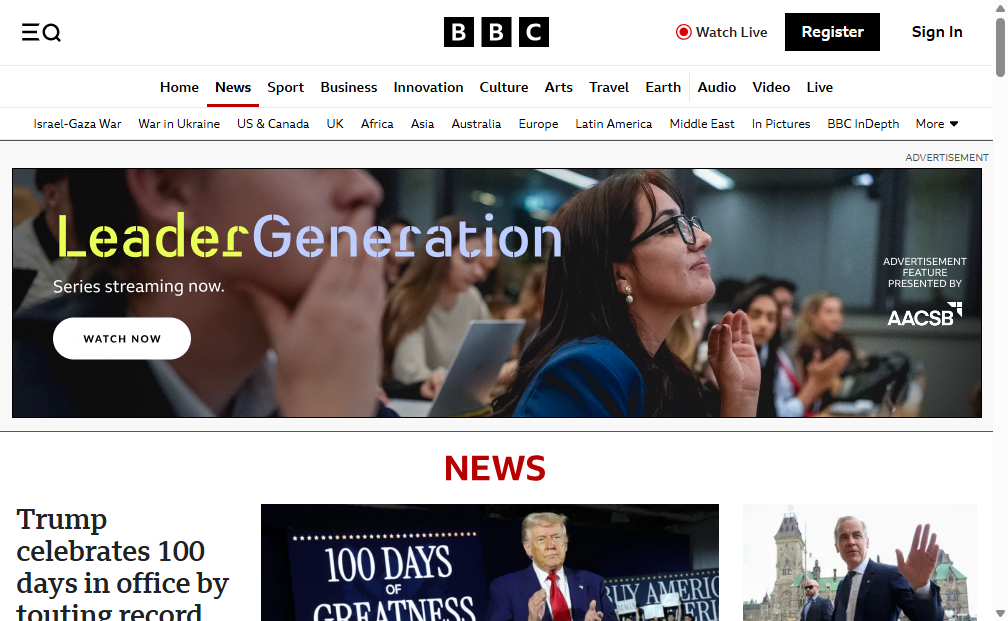 BBC
Watch Live
Register
Sign In
Home News Sport Business Innovation Culture Arts Travel Earth Audio Video Live
Israel-Gaza War War in Ukraine US & Canada UK Africa Asia Australia Europe Latin America Middle East In Pictures BBC InDepth More
ADVERTISEMENT
LeaderGeneration
Series streaming now.
WATCH NOW
ADVERTISEMENT
FEATURE
PRESENTED BY
AACSB
NEWS
Trump
celebrates 100
days in office by
touting record
100 DAYS
OF
GREATNESS
BUY AMERIC